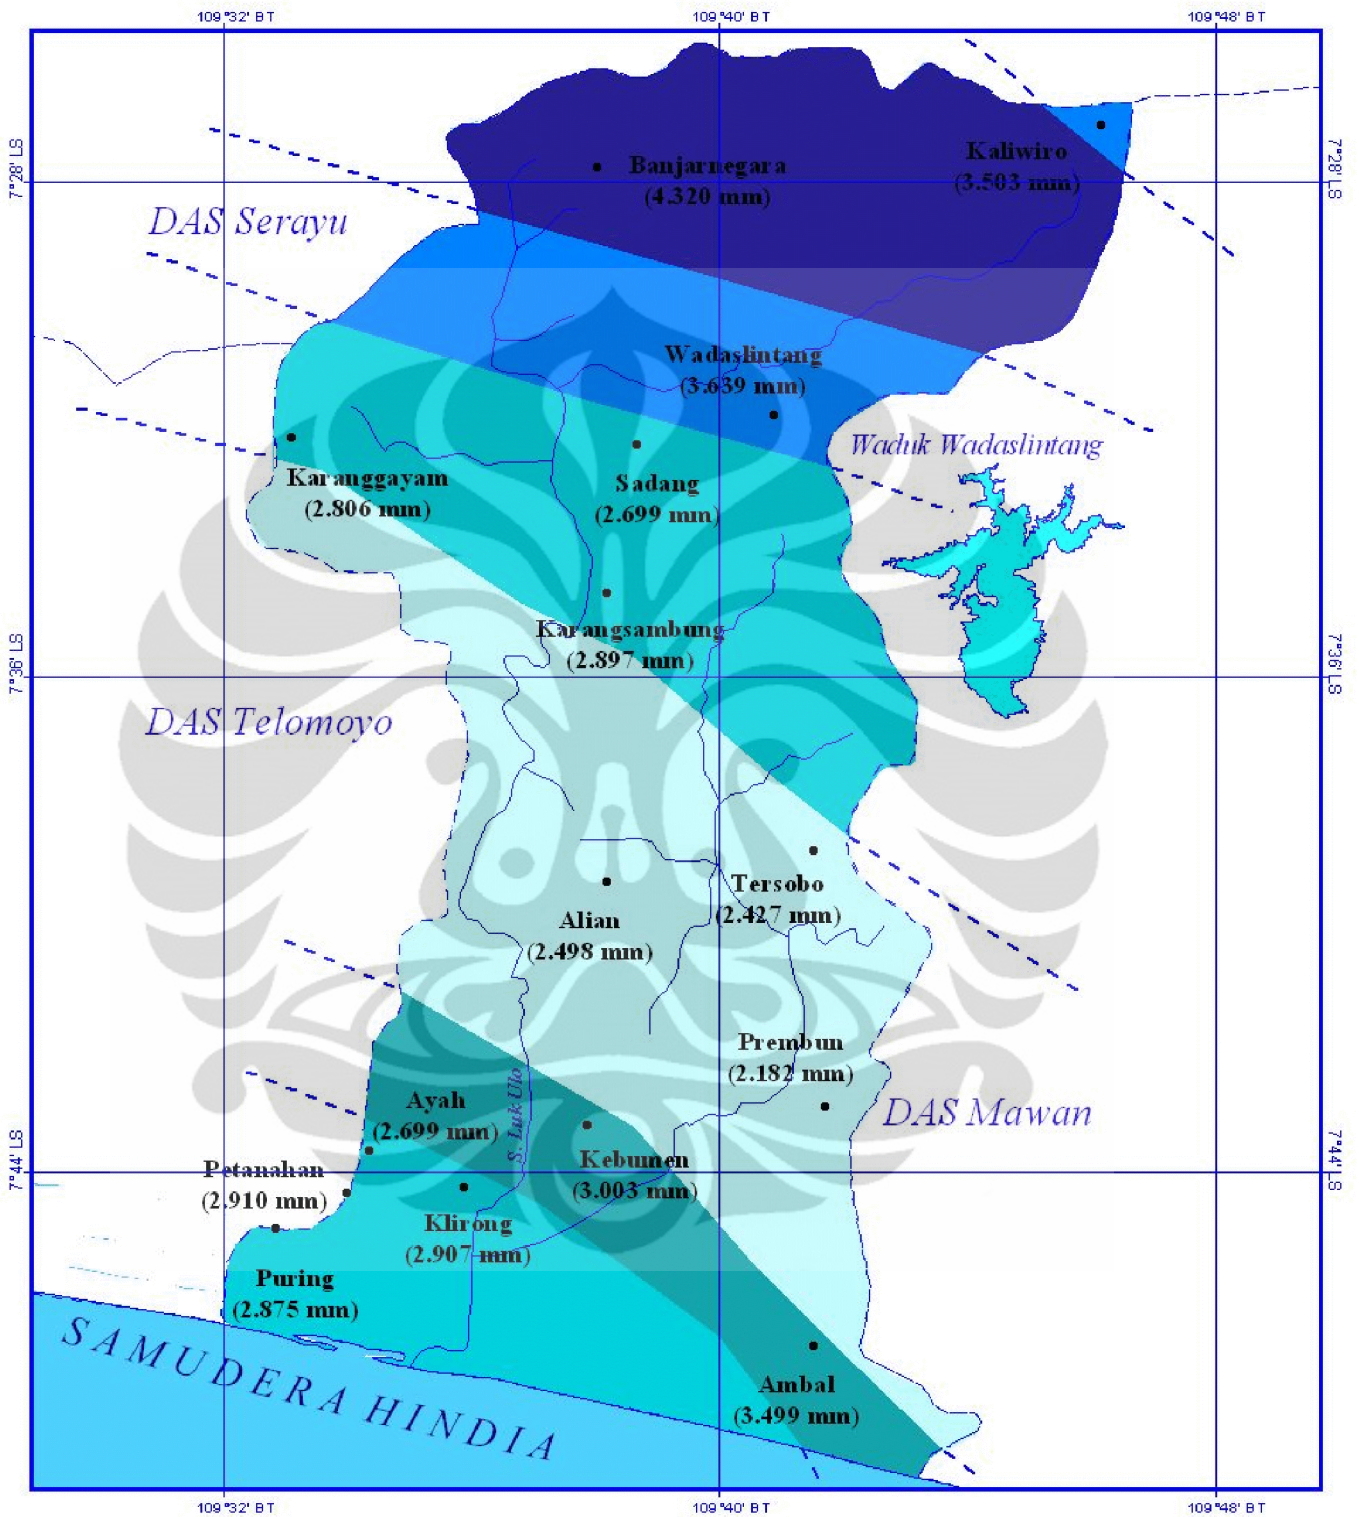 109°32' BT
109°40' BT
109°48' BT
7°28' LS
7°28' LS
Banjarnegara
(4.320 mm)
Kaliwiro
(3.503 mm)
DAS Serayu
Wadaslintang
(3.639 mm)
Waduk Wadaslintang
Karanggayam
(2.806 mm)
Sadang
(2.699 mm)
Karangsambung
(2.897 mm)
7°36' LS
7°36' LS
DAS Telomoyo
Tersobo
(2.427 mm)
Alian
(2.498 mm)
Prembun
(2.182 mm)
DAS Mawan
S. Luk Ulo
Ayah
(2.699 mm)
7°44' LS
7°44' LS
Petanahan
(2.910 mm)
Kebumen
(3.003 mm)
Klirong
(2.907 mm)
Puring
(2.875 mm)
Ambal
(3.499 mm)
SAMUDERA HINDIA
109°32' BT
109°40' BT
109°48' BT